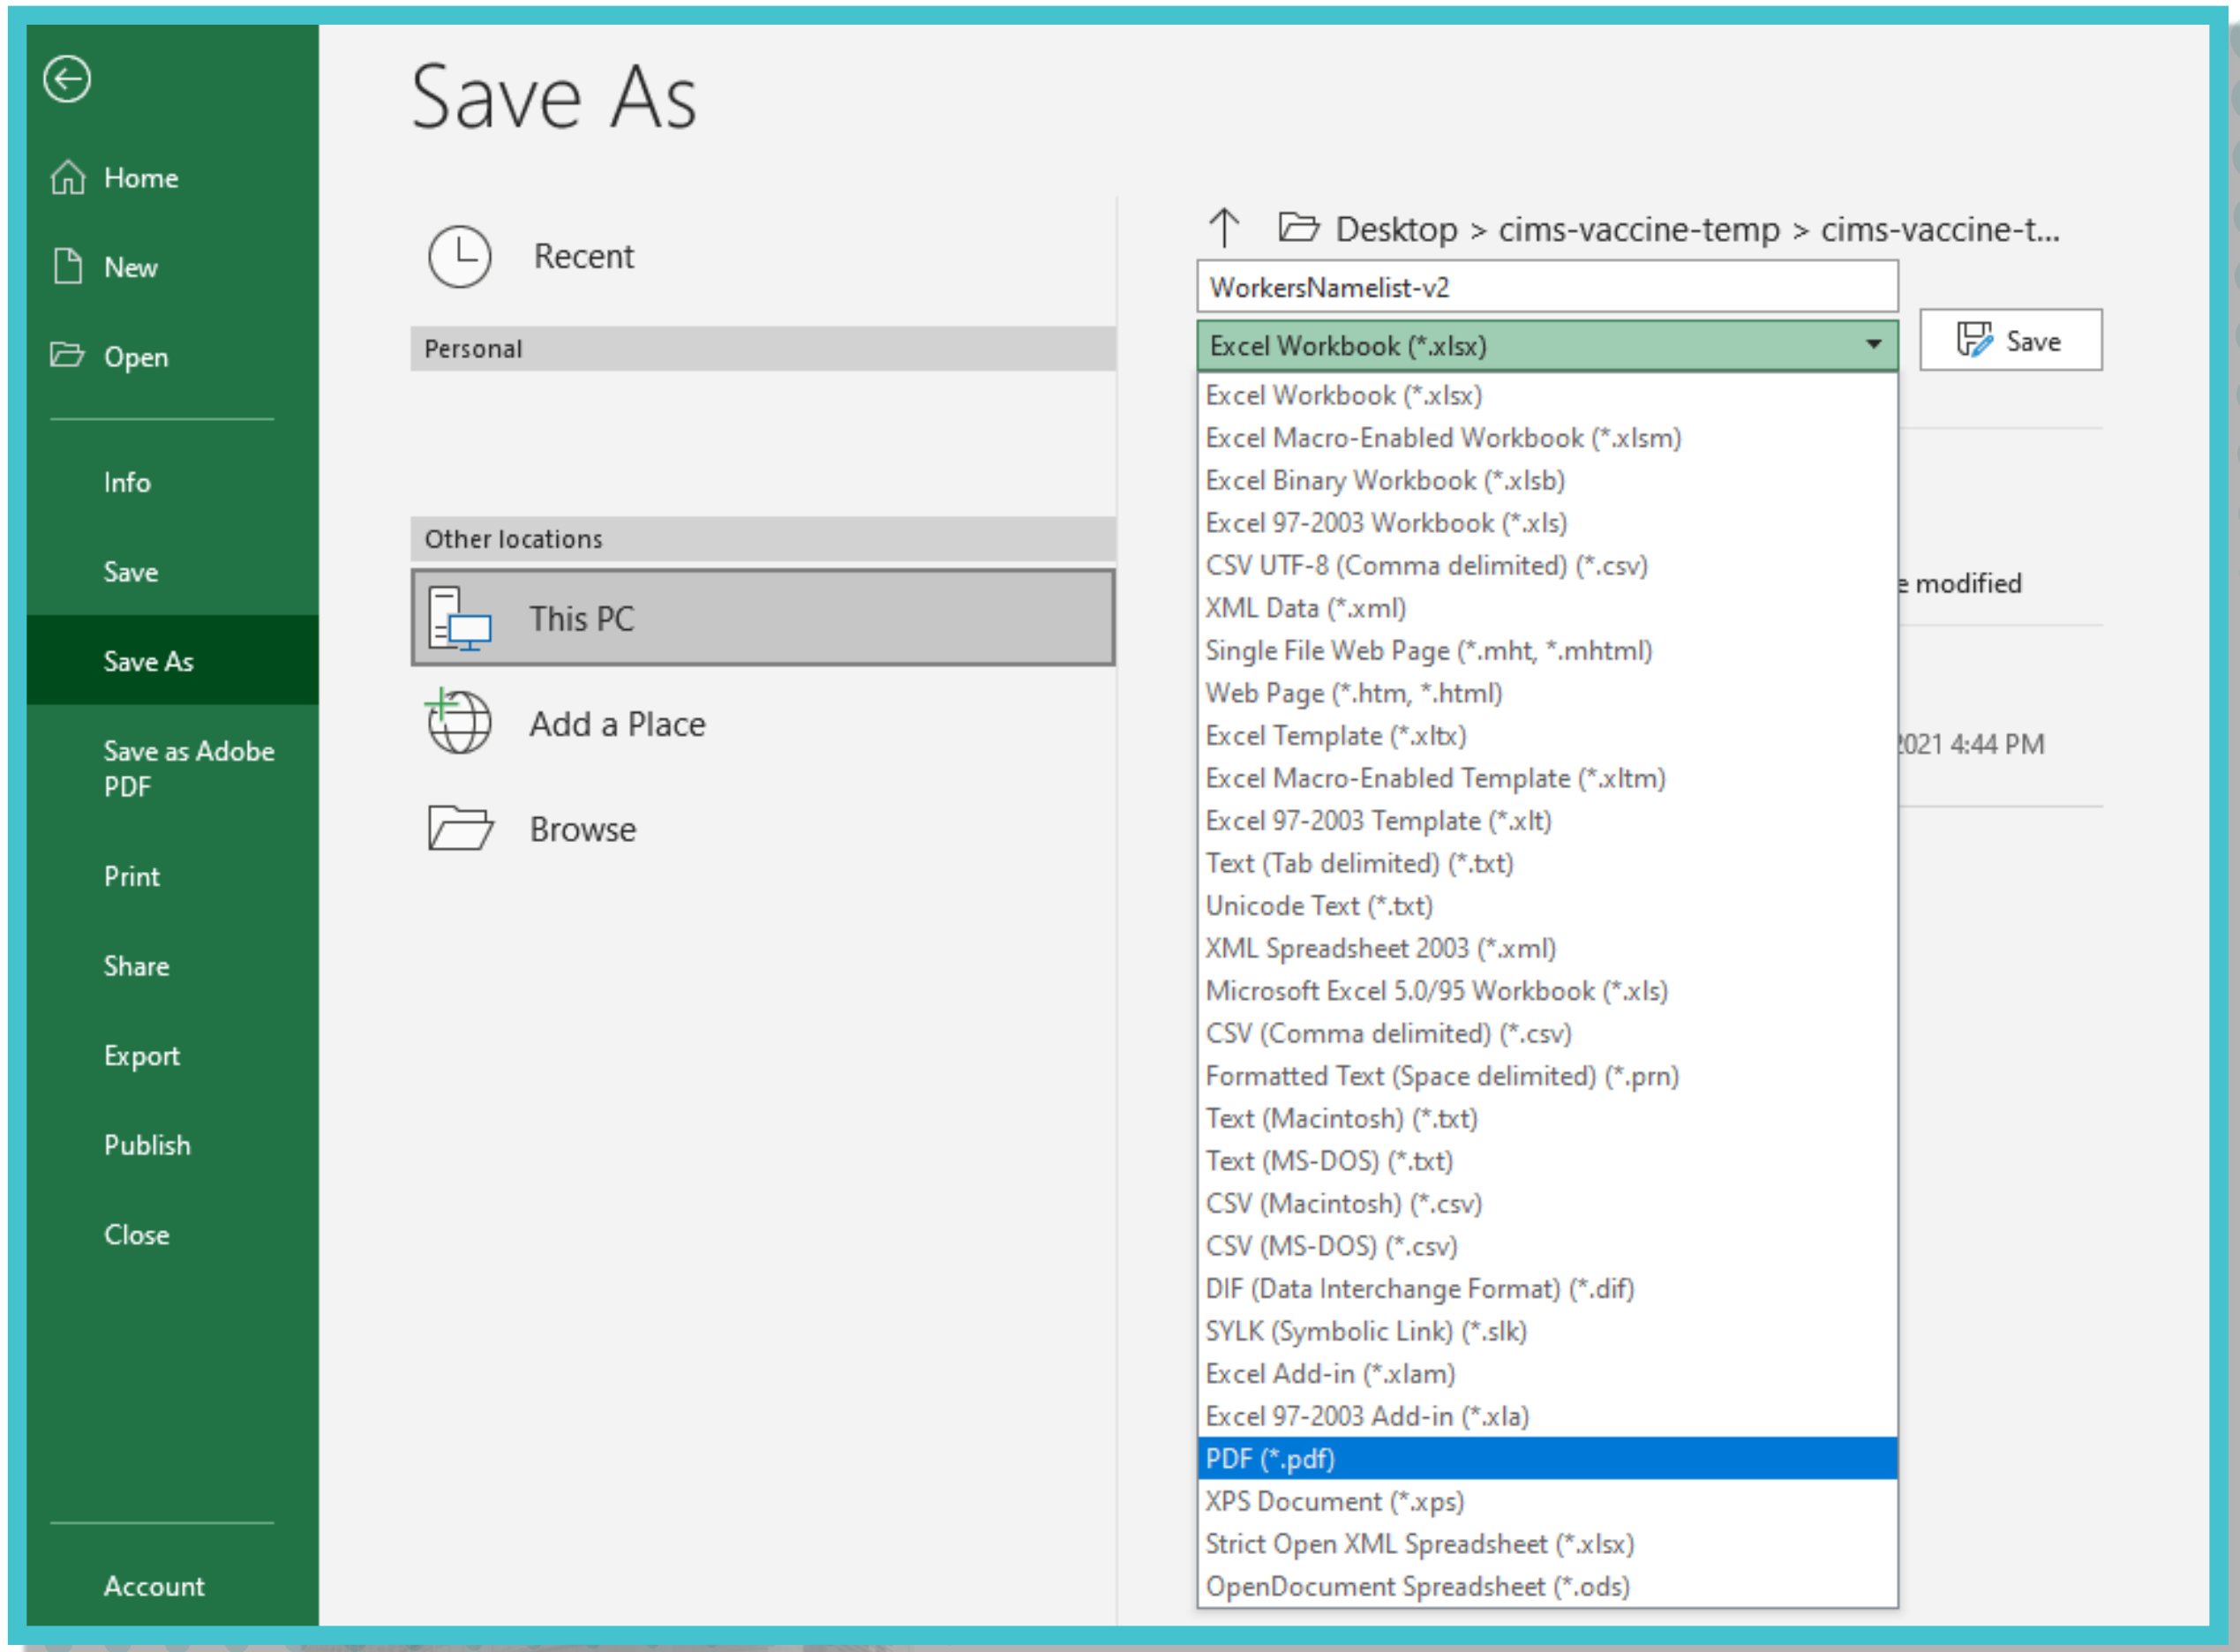 Save As
Home
New
Open
Info
Save
Save As
Save as Adobe
PDF
Print
Share
Export
Publish
Close
Account
Recent
Personal
Other locations
This PC
Add a Place
Browse
Desktop > cims-vaccine-temp > cims-vaccine-t...
WorkersNamelist-v2
Excel Workbook (*.xlsx)
Save
Excel Workbook (*.xlsx)
Excel Macro-Enabled Workbook (*.xlsm)
Excel Binary Workbook (*.xlsb)
Excel 97-2003 Workbook (*.xls)
CSV UTF-8 (Comma delimited) (*.csv)
XML Data (*.xml)
Single File Web Page (*.mht, *.mhtml)
Web Page (*.htm, *.html)
Excel Template (*.xltx)
Excel Macro-Enabled Template (*.xltm)
Excel 97-2003 Template (*.xlt)
Text (Tab delimited) (*.txt)
Unicode Text (*.txt)
XML Spreadsheet 2003 (*.xml)
Microsoft Excel 5.0/95 Workbook (*.xls)
CSV (Comma delimited) (*.csv)
Formatted Text (Space delimited) (*.prn)
Text (Macintosh) (*.txt)
Text (MS-DOS) (*.txt)
CSV (Macintosh) (*.csv)
CSV (MS-DOS) (*.csv)
DIF (Data Interchange Format) (*.dif)
SYLK (Symbolic Link) (*.slk)
Excel Add-in (*.xlam)
Excel 97-2003 Add-in (*.xla)
PDF (*.pdf)
XPS Document (*.xps)
Strict Open XML Spreadsheet (*.xlsx)
OpenDocument Spreadsheet (*.ods)
e modified
2021 4:44 PM